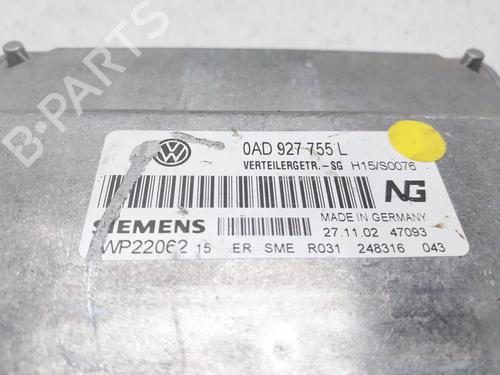 0AD 927 755 L
VERTEILERGETR.-SG H15/S0076
NG
SIEMENS
MADE IN GERMANY
27.11.02 47093
5WP22062 15 ER SME R031 248316 043
B-PARTS